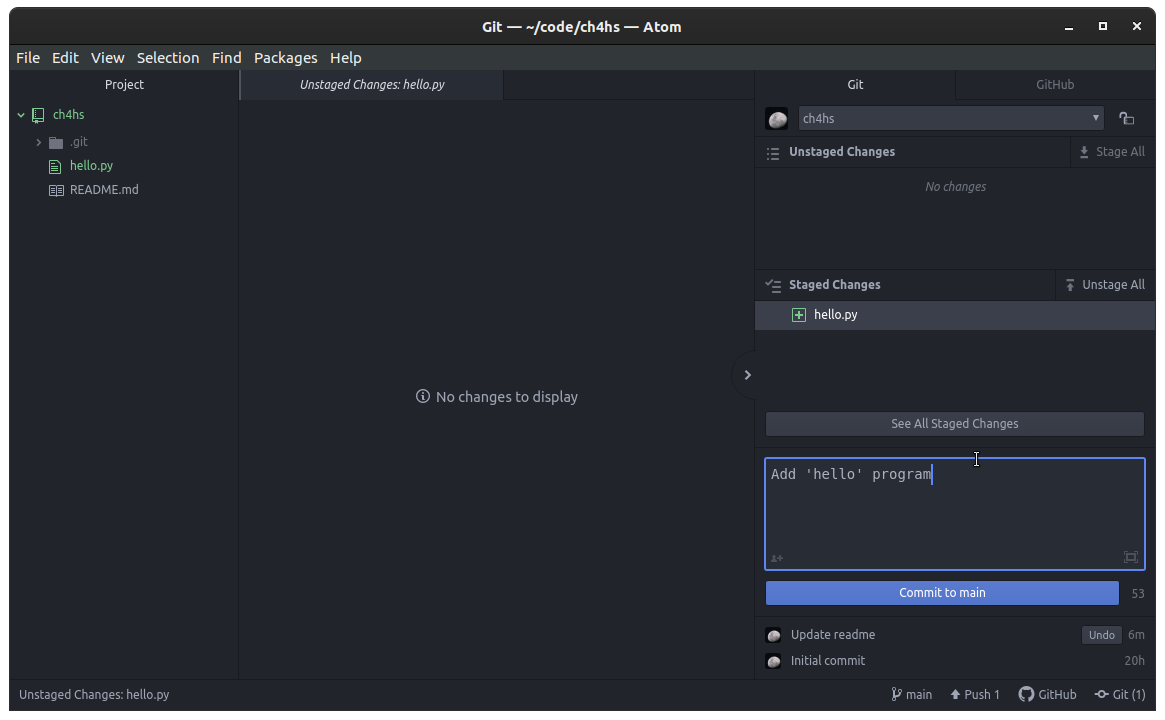 Git — ~/code/ch4hs — Atom
File Edit View Selection Find Packages Help
Project
Unstaged Changes: hello.py
Git
GitHub
ch4hs
.git
hello.py
README.md
No changes to display
ch4hs
Unstaged Changes
Stage All
No changes
Staged Changes
Unstage All
hello.py
See All Staged Changes
Add 'hello' program
Commit to main
53
Update readme
Undo
6m
Initial commit
20h
Unstaged Changes: hello.py
main
Push 1
GitHub
Git (1)